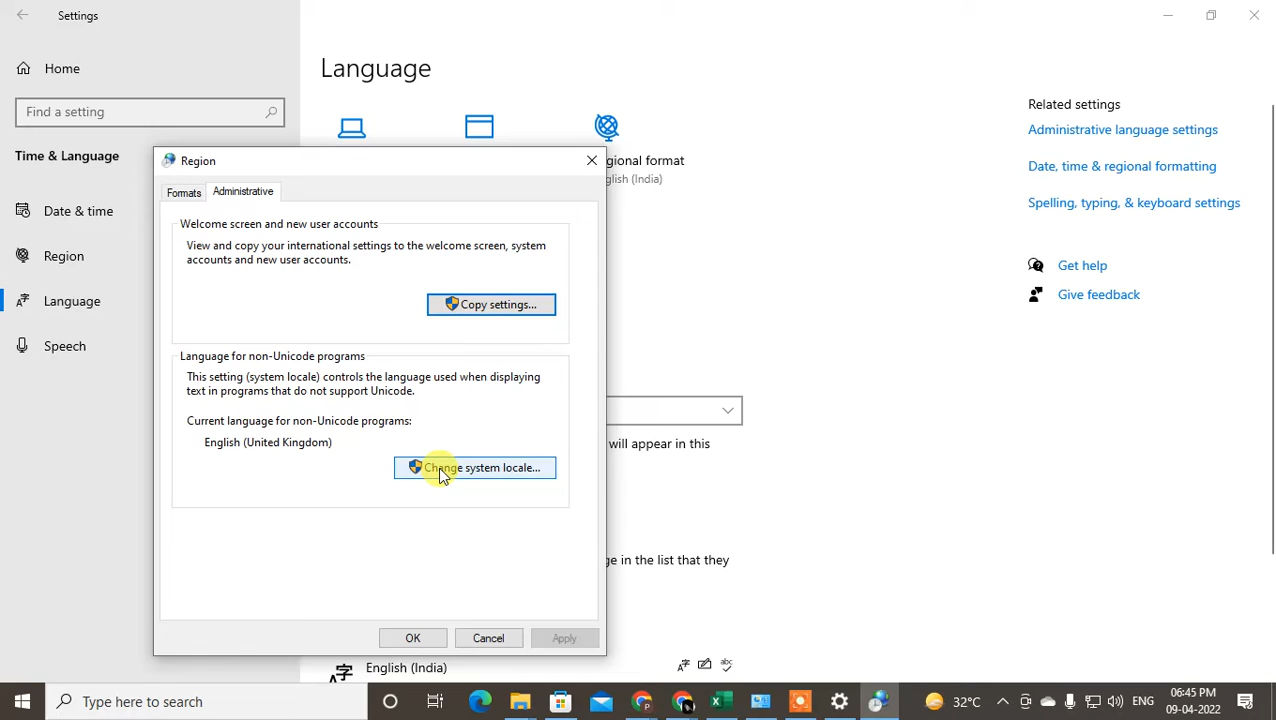 Settings
Home
Find a setting
Time & Language
Date & time
Region
Language
Speech
Language
gional format
glish (India)
Related settings
Administrative language settings
Date, time & regional formatting
Spelling, typing, & keyboard settings
Get help
Give feedback
Region
Formats
Administrative
Welcome screen and new user accounts
View and copy your international settings to the welcome screen, system
accounts and new user accounts.
Copy settings...
Language for non-Unicode programs
This setting (system locale) controls the language used when displaying
text in programs that do not support Unicode.
Current language for non-Unicode programs:
English (United Kingdom)
Change system locale...
OK
Cancel
Apply
will appear in this
ge in the list that they
English (India)
Type here to search
32°C
ENG
06:45 PM
09-04-2022